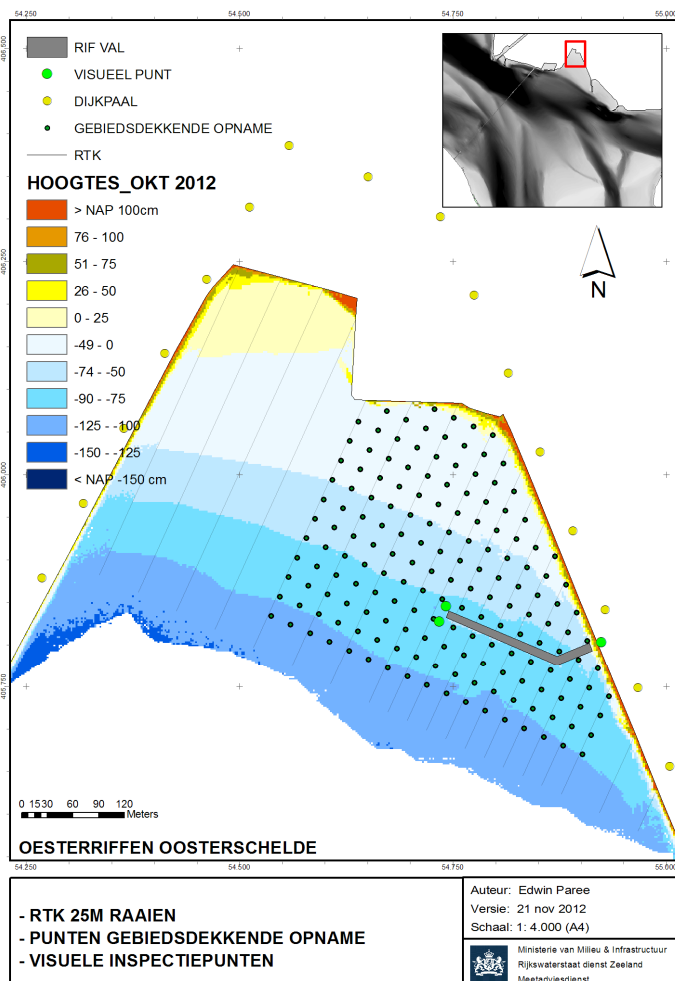 54.250 54.500 54.750 55.000
406,500
RIF VAL
VISUEEL PUNT
DIJKPAAL
GEBIEDSDEKKENDE OPNAME
RTK
HOOGTES_OKT 2012
> NAP 100cm
76 - 100
51 - 75
26 - 50
0 - 25
-49 - 0
-74 - -50
-90 - -75
-125 - -100
-150 - -125
< NAP -150 cm
N
406,250
406,000
405,750
0 15 30 60 90 120
Meters
OESTERRIFFEN OOSTERSCHELDE
54.250 54.500 54.750 55.000
- RTK 25M RAAIEN
- PUNTEN GEBIEDSDEKKENDE OPNAME
- VISUELE INSPECTIEPUNTEN
Auteur: Edwin Paree
Versie: 21 nov 2012
Schaal: 1: 4.000 (A4)
Ministerie van Milieu & Infrastructuur
Rijkswaterstaat dienst Zeeland
Meetadviesdienst